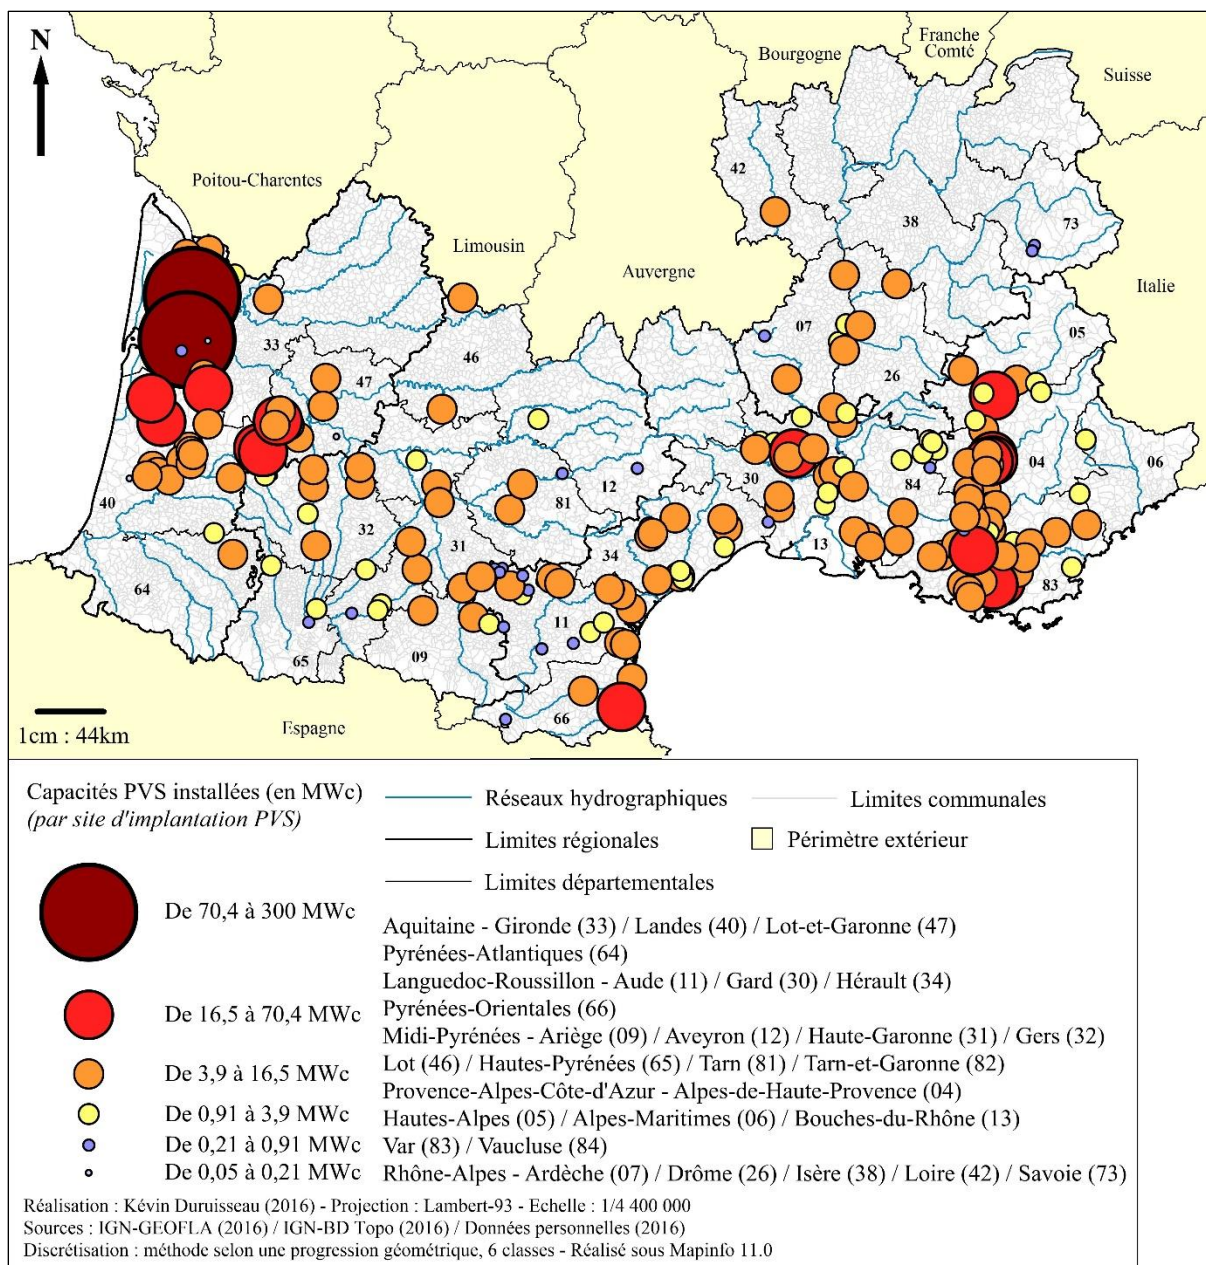 N
Bourgogne
Franche
Comté
Suisse
42
Poitou-Charentes
38
73
Limousin
Auvergne
Italie
33
07
05
46
47
26
04
06
30
12
84
40
81
32
31
34
13
64
83
11
65
09
66
Espagne
1cm : 44km
Capacités PVS installées (en MWc)
(par site d'implantation PVS)
De 70,4 à 300 MWc
De 16,5 à 70,4 MWc
De 3,9 à 16,5 MWc
De 0,91 à 3,9 MWc
De 0,21 à 0,91 MWc
De 0,05 à 0,21 MWc
Réseaux hydrographiques
Limites communales
Limites régionales
Périmètre extérieur
Limites départementales
Aquitaine - Gironde (33) / Landes (40) / Lot-et-Garonne (47)
Pyrénées-Atlantiques (64)
Languedoc-Roussillon - Aude (11) / Gard (30) / Hérault (34)
Pyrénées-Orientales (66)
Midi-Pyrénées - Ariège (09) / Aveyron (12) / Haute-Garonne (31) / Gers (32)
Lot (46) / Hautes-Pyrénées (65) / Tarn (81) / Tarn-et-Garonne (82)
Provence-Alpes-Côte-d'Azur - Alpes-de-Haute-Provence (04)
Hautes-Alpes (05) / Alpes-Maritimes (06) / Bouches-du-Rhône (13)
Var (83) / Vaucluse (84)
Rhône-Alpes - Ardèche (07) / Drôme (26) / Isère (38) / Loire (42) / Savoie (73)
Réalisation : Kévin Duruisseau (2016) - Projection : Lambert-93 - Echelle : 1/4 400 000
Sources : IGN-GEOFLA (2016) / IGN-BD Topo (2016) / Données personnelles (2016)
Discrétisation : méthode selon une progression géométrique, 6 classes - Réalisé sous Mapinfo 11.0